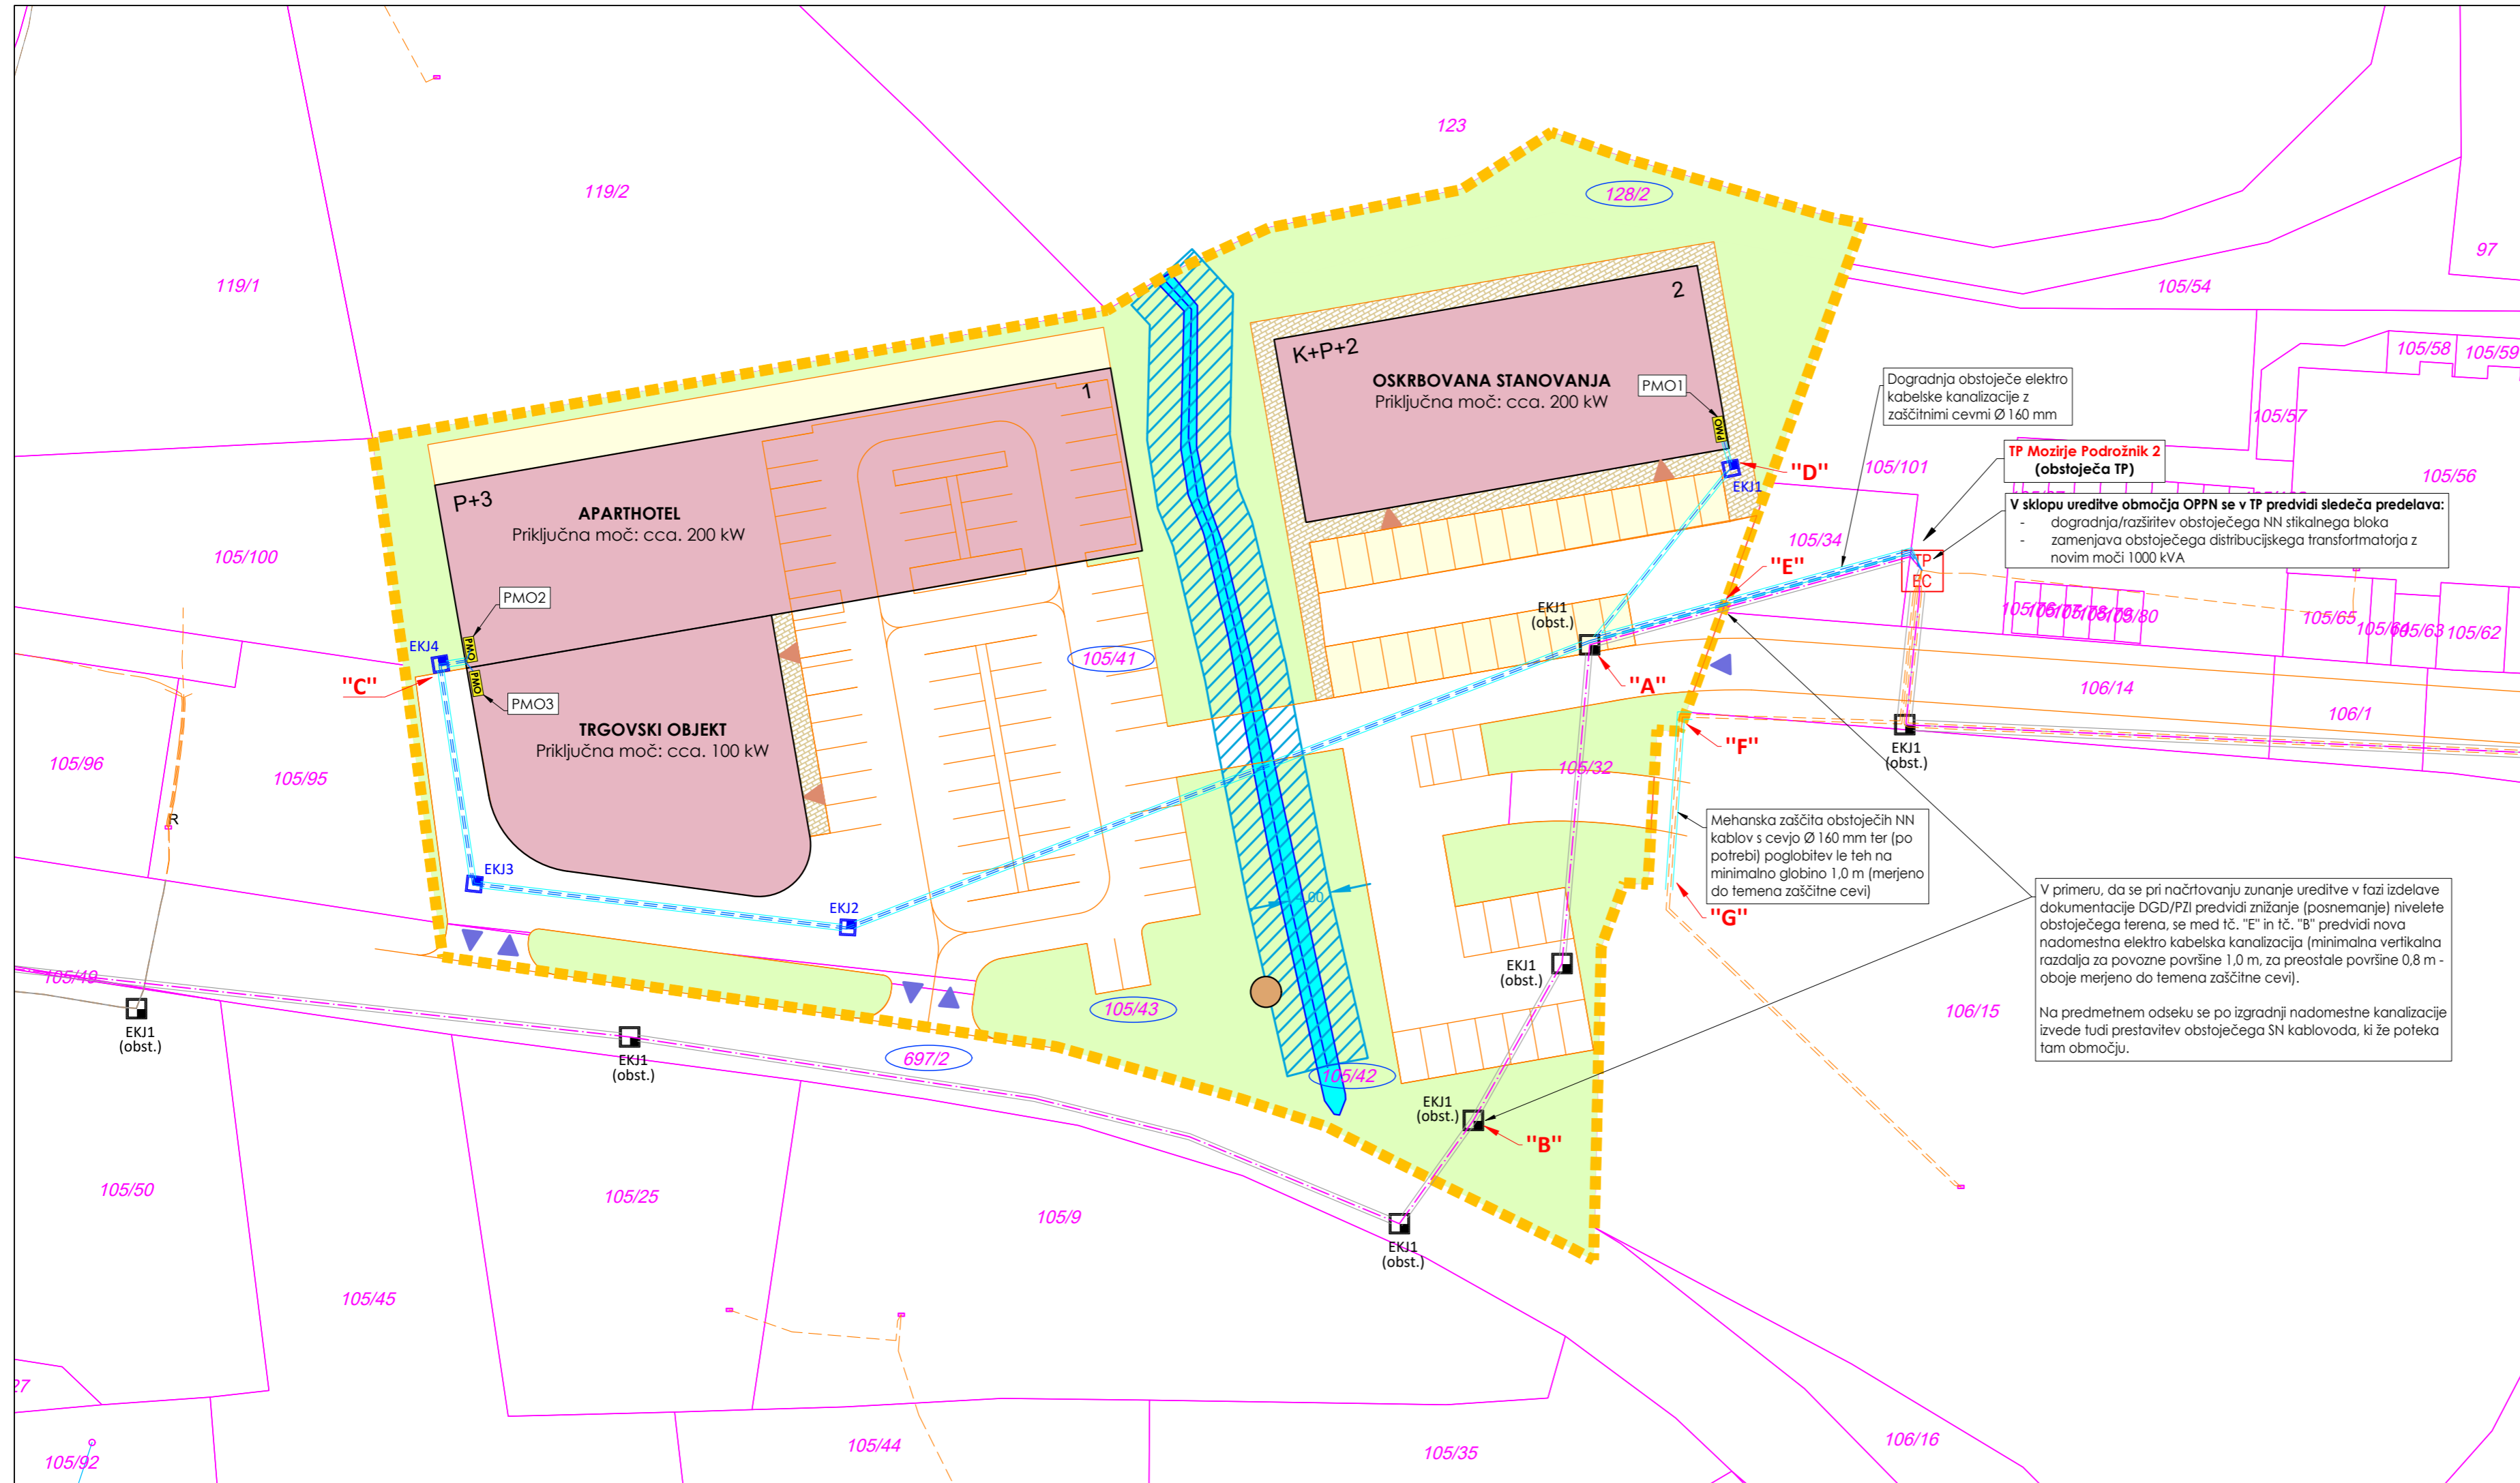 123
119/2
128/2
97
119/1
105/54
2
K+P+2
105/58
105/59
OSKRBOVANA STANOVANJA
Priključna moč: cca. 200 kW
PMO1
PMO
Dogradnja obstoječe elektro
kabelske kanalizacije z
zaščitnimi cevmi Ø 160 mm
105/57
1
P+3
APARTHOTEL
Priključna moč: cca. 200 kW
"D"
EKJ1
105/101
TP Mozirje Podrožnik 2
(obstoječa TP)
105/56
V sklopu ureditve območja OPPN se v TP predvidi sledeča predelava:
- dogradnja/razširitev obstoječega NN stikalnega bloka
- zamenjava obstoječega distribucijskega transfortmatorja z
novim moči 1000 kVA
105/100
105/34
"E"
TP
EC
PMO2
EKJ1
(obst.)
105/80
105/65
105/63
105/62
EKJ4
PMO
105/41
"C"
PMO
"A"
106/14
PMO3
106/1
TRGOVSKI OBJEKT
Priključna moč: cca. 100 kW
"F"
EKJ1
(obst.)
105/96
105/95
105/32
R
Mehanska zaščita obstoječih NN
kablov s cevjo Ø 160 mm ter (po
potrebi) poglobitev le teh na
minimalno globino 1,0 m (merjeno
do temena zaščitne cevi)
EKJ3
EKJ2
"G"
V primeru, da se pri načrtovanju zunanje ureditve v fazi izdelave
dokumentacije DGD/PZI predvidi znižanje (posnemanje) nivelete
obstoječega terena, se med tč. "E" in tč. "B" predvidi nova
nadomestna elektro kabelska kanalizacija (minimalna vertikalna
razdalja za povozne površine 1,0 m, za preostale površine 0,8 m -
oboje merjeno do temena zaščitne cevi).
Na predmetnem odseku se po izgradnji nadomestne kanalizacije
izvede tudi prestavitev obstoječega SN kablovoda, ki že poteka
tam območju.
105/49
EKJ1
(obst.)
105/43
106/15
EKJ1
(obst.)
EKJ1
(obst.)
697/2
105/42
EKJ1
(obst.)
"B"
105/50
105/25
105/9
EKJ1
(obst.)
105/45
27
105/92
105/44
105/35
106/16